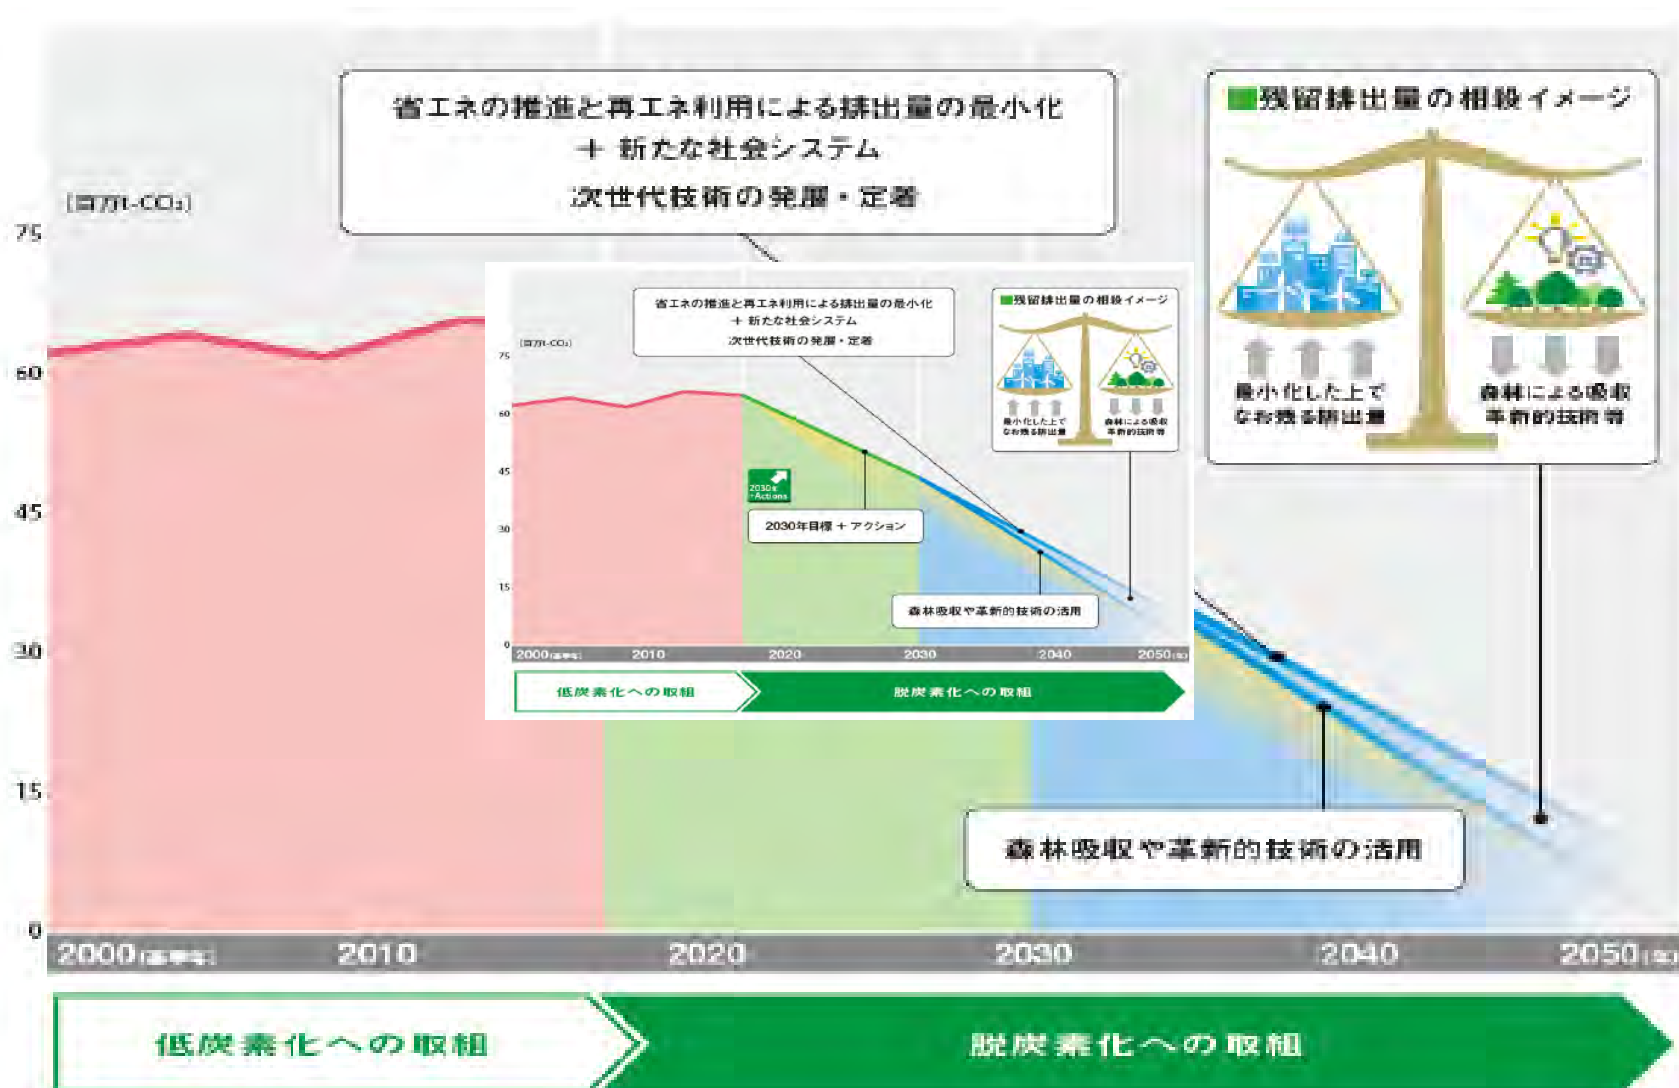 省エネの推進と再エネ利用による排出量の最小化
+ 新たな社会システム
次世代技術の発展・定着
■残留排出量の相殺イメージ
最小化した上で
なお残る排出量
森林による吸収
革新的技術等
[百万t-CO₂]
75
60
45
30
15
0
森林吸収や革新的技術の活用
2000(基準年) 2010 2020 2030 2040 2050(年)
低炭素化への取組 脱炭素化への取組
省エネの推進と再エネ利用による排出量の最小化
+ 新たな社会システム
次世代技術の発展・定着
■残留排出量の相殺イメージ
最小化した上で
なお残る排出量
森林による吸収
革新的技術等
[百万t-CO₂]
75
60
45
30
15
0
2030年
+Actions
2030年目標 + アクション
森林吸収や革新的技術の活用
2000(基準年) 2010 2020 2030 2040 2050(年)
低炭素化への取組 脱炭素化への取組